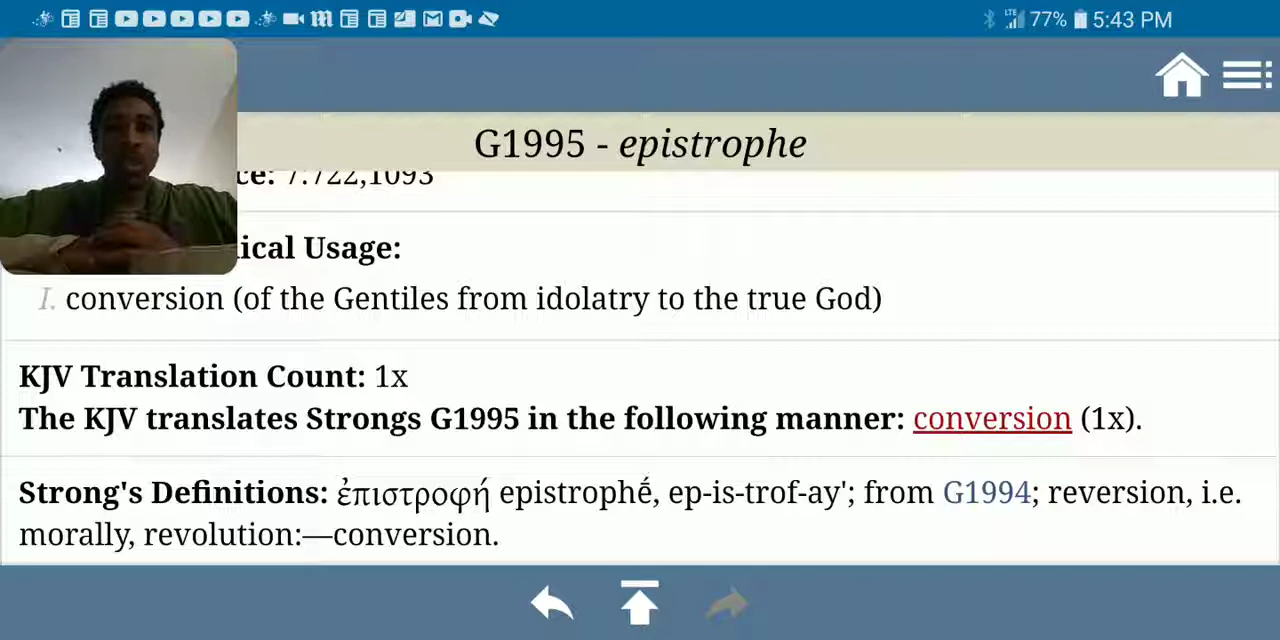 77% 5:43 PM
G1995 - epistrophe
ce: 7:722,1093
ical Usage:
I. conversion (of the Gentiles from idolatry to the true God)
KJV Translation Count: 1x
The KJV translates Strongs G1995 in the following manner: conversion (1x).
Strong's Definitions: ἐπιστροφή epistrophḗ, ep-is-trof-ay'; from G1994; reversion, i.e.
morally, revolution:—conversion.